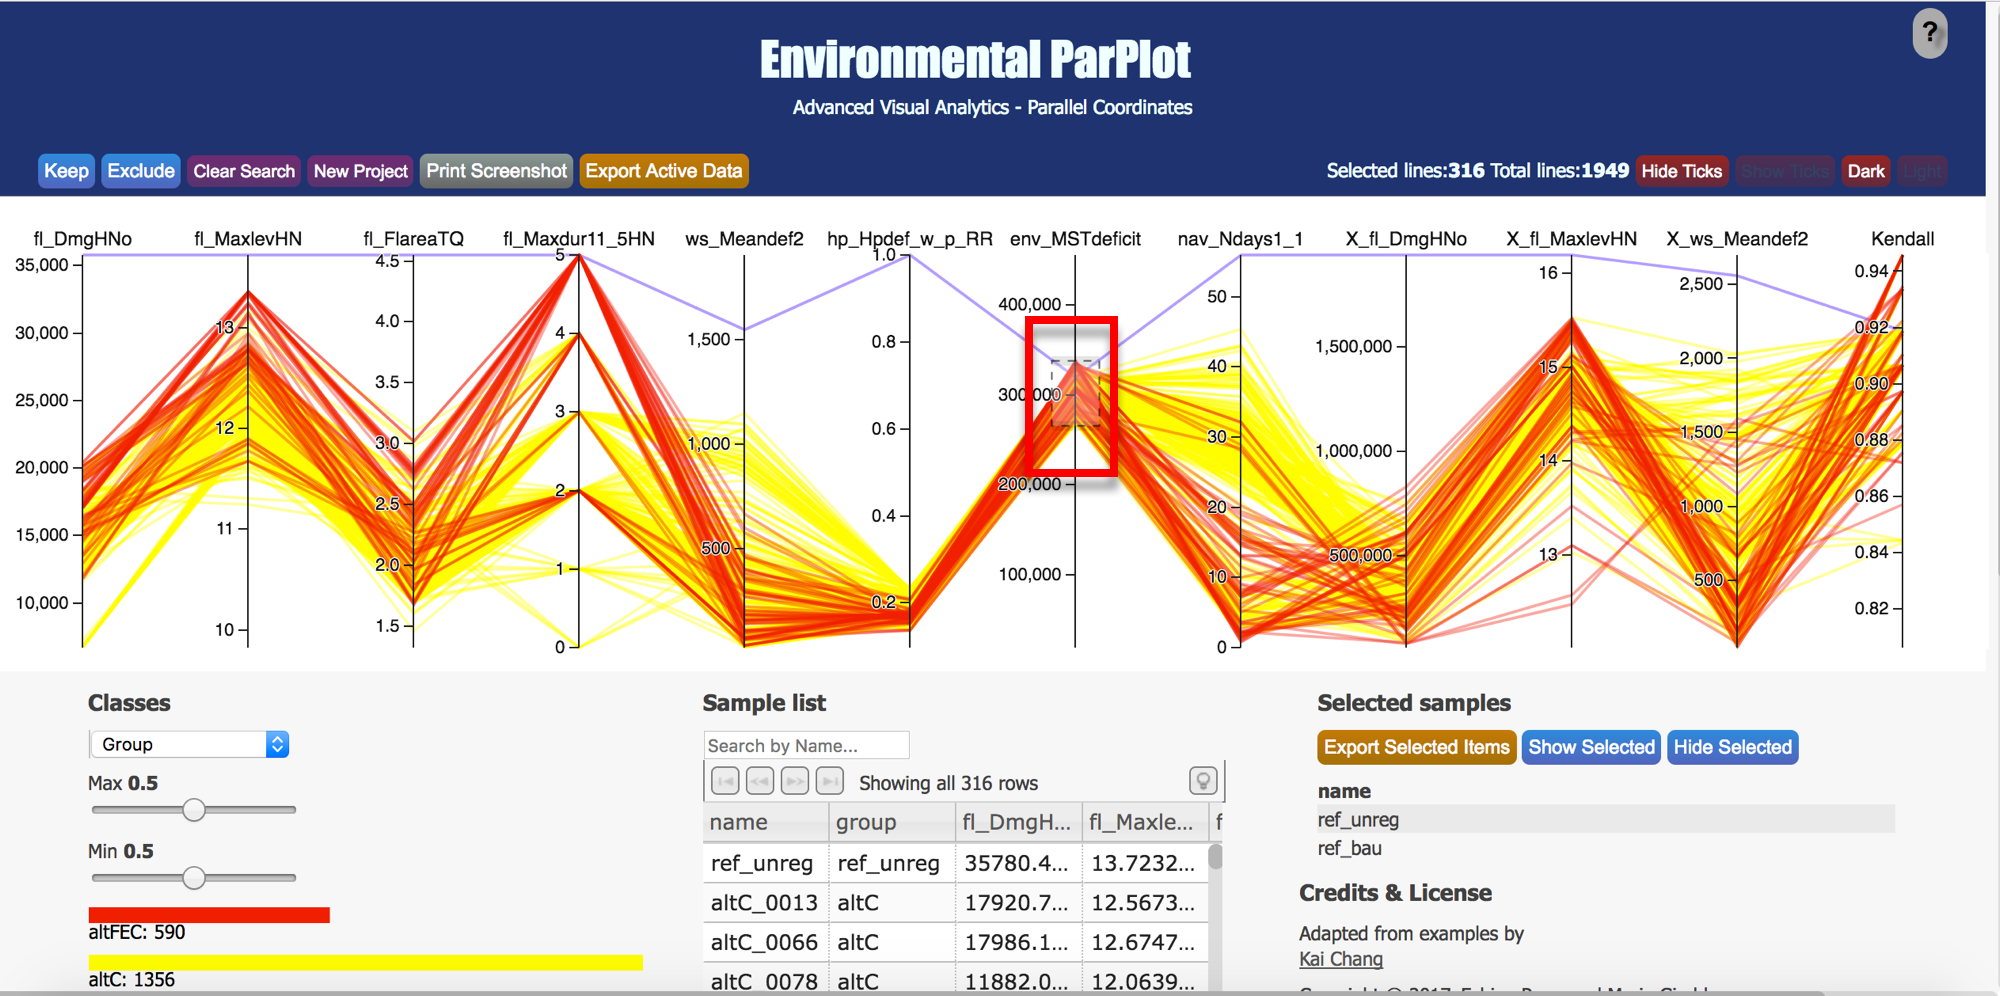 ?
Environmental ParPlot
Advanced Visual Analytics - Parallel Coordinates
Keep Exclude Clear Search New Project Print Screenshot Export Active Data Selected lines:316 Total lines:1949 Hide Ticks Show Ticks Dark Light
fl_DmgHNo fl_MaxlevHN fl_FlareaTQ fl_Maxdur11_5HN ws_Meandef2 hp_Hpdef_w_p_RR env_MSTdeficit nav_Ndays1_1 X_fl_DmgHNo X_fl_MaxlevHN X_ws_Meandef2 Kendall
35,000
30,000
25,000
20,000
15,000
10,000
13
12
11
10
4.5
4.0
3.5
3.0
2.5
2.0
1.5
5
4
3
2
1
0
1,500
1,000
500
1.0
0.8
0.6
0.4
0.2
400,000
300,000
200,000
100,000
50
40
30
20
10
0
1,500,000
1,000,000
500,000
16
15
14
13
2,500
2,000
1,500
1,000
500
0.94
0.92
0.90
0.88
0.86
0.84
0.82
Classes
Group
Max 0.5
Min 0.5
altFEC: 590
altC: 1356
Sample list
Search by Name...
Showing all 316 rows
name group fl_DmgH... fl_Maxle... f
ref_unreg ref_unreg 35780.4... 13.7232...
altC_0013 altC 17920.7... 12.5673...
altC_0066 altC 17986.1... 12.6747...
altC_0078 altC 11882.0... 12.0639...
Selected samples
Export Selected Items Show Selected Hide Selected
name
ref_unreg
ref_bau
Credits & License
Adapted from examples by
Kai Chang